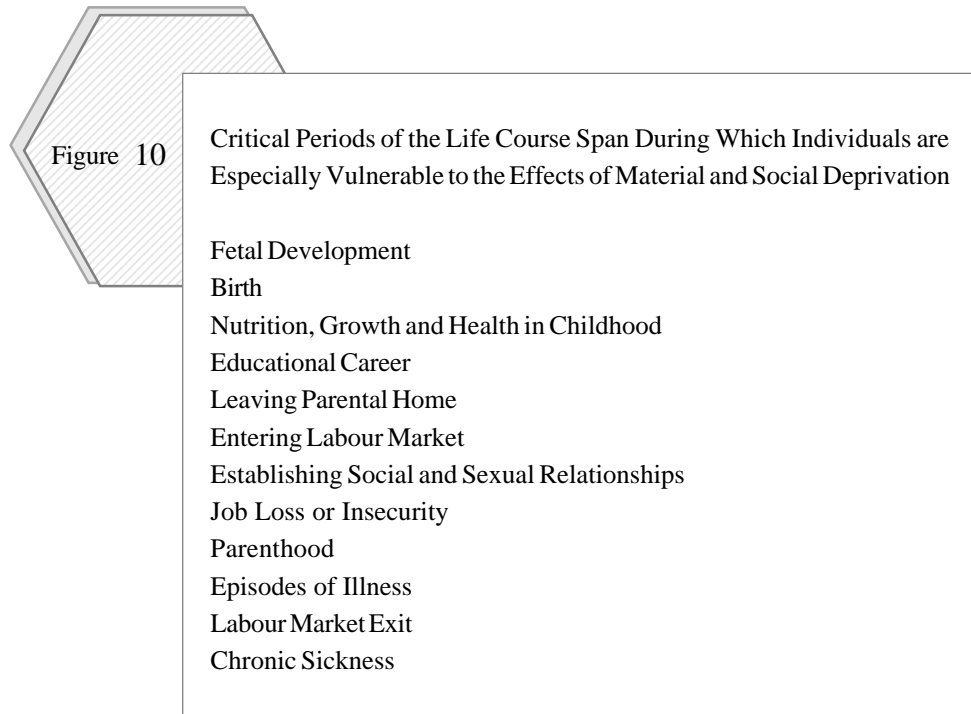 Figure 10
Critical Periods of the Life Course Span During Which Individuals are
Especially Vulnerable to the Effects of Material and Social Deprivation
Fetal Development
Birth
Nutrition, Growth and Health in Childhood
Educational Career
Leaving Parental Home
Entering Labour Market
Establishing Social and Sexual Relationships
Job Loss or Insecurity
Parenthood
Episodes of Illness
Labour Market Exit
Chronic Sickness